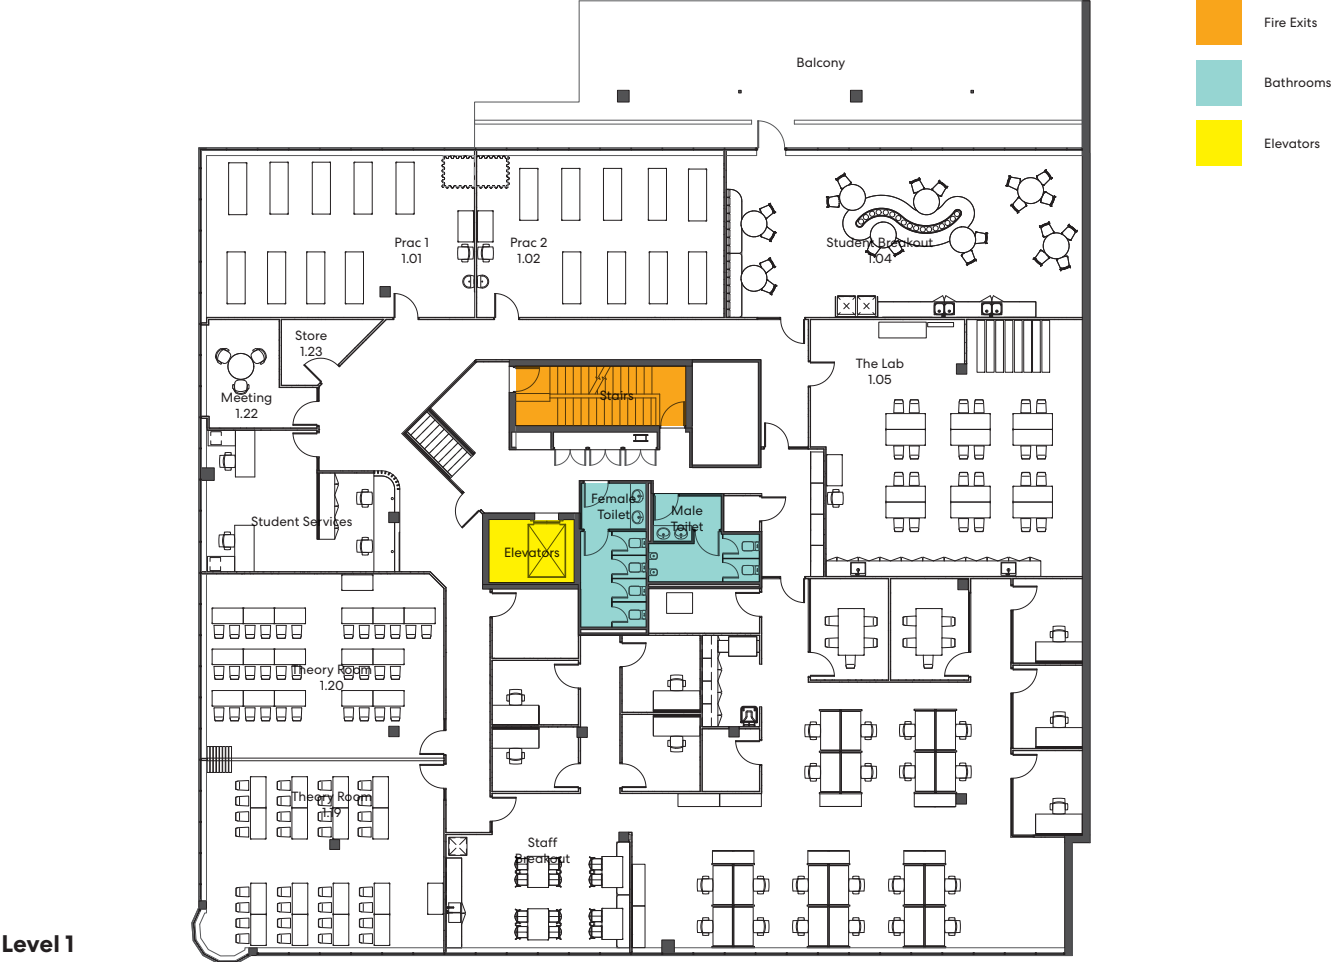 Fire Exits
Balcony
Bathrooms
Elevators
Prac 1
1.01
Prac 2
1.02
Student Breakout
1.04
Store
1.23
The Lab
1.05
Meeting
1.22
Stairs
Female
Toilet
Male
Toilet
Student Services
Elevators
Theory Room
1.20
Theory Room
1.19
Staff
Breakout
Level 1